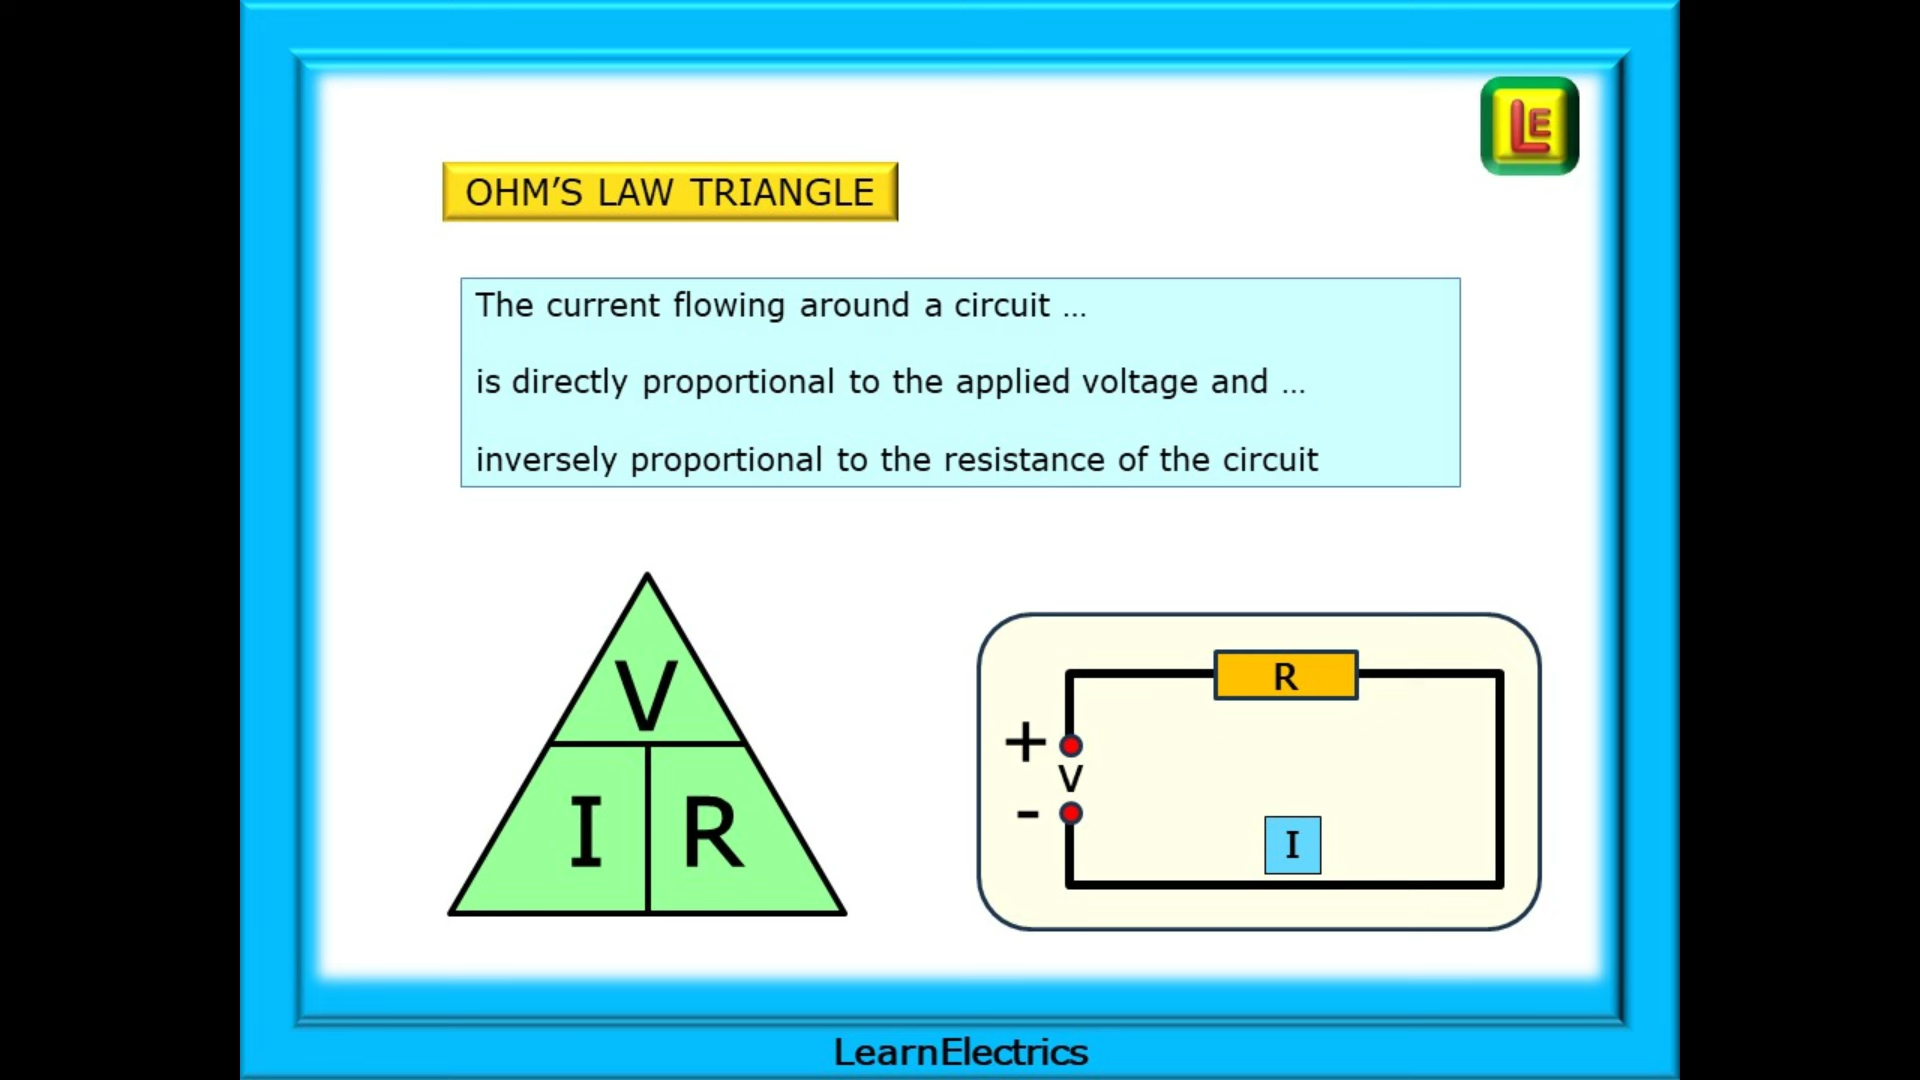 LE
OHM’S LAW TRIANGLE
The current flowing around a circuit ...
is directly proportional to the applied voltage and ...
inversely proportional to the resistance of the circuit
V
I R
R
+
V
-
I
LearnElectrics